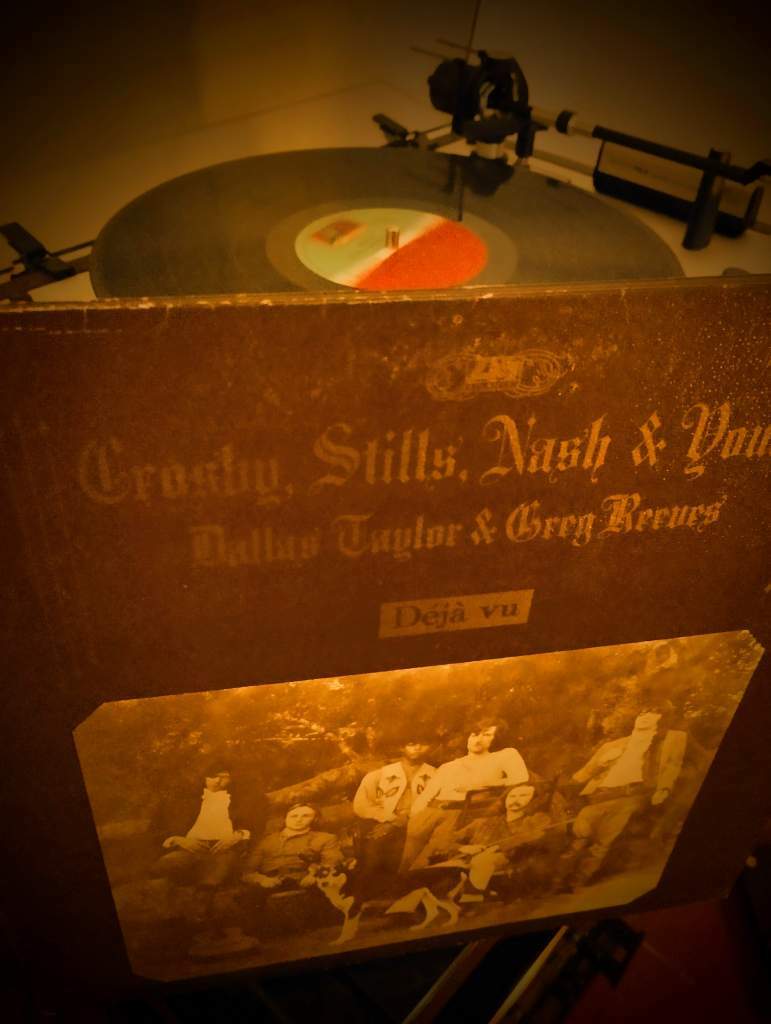 Crosby, Stills, Nash & You
Dallas Taylor & Greg Reeves
Déjà vu